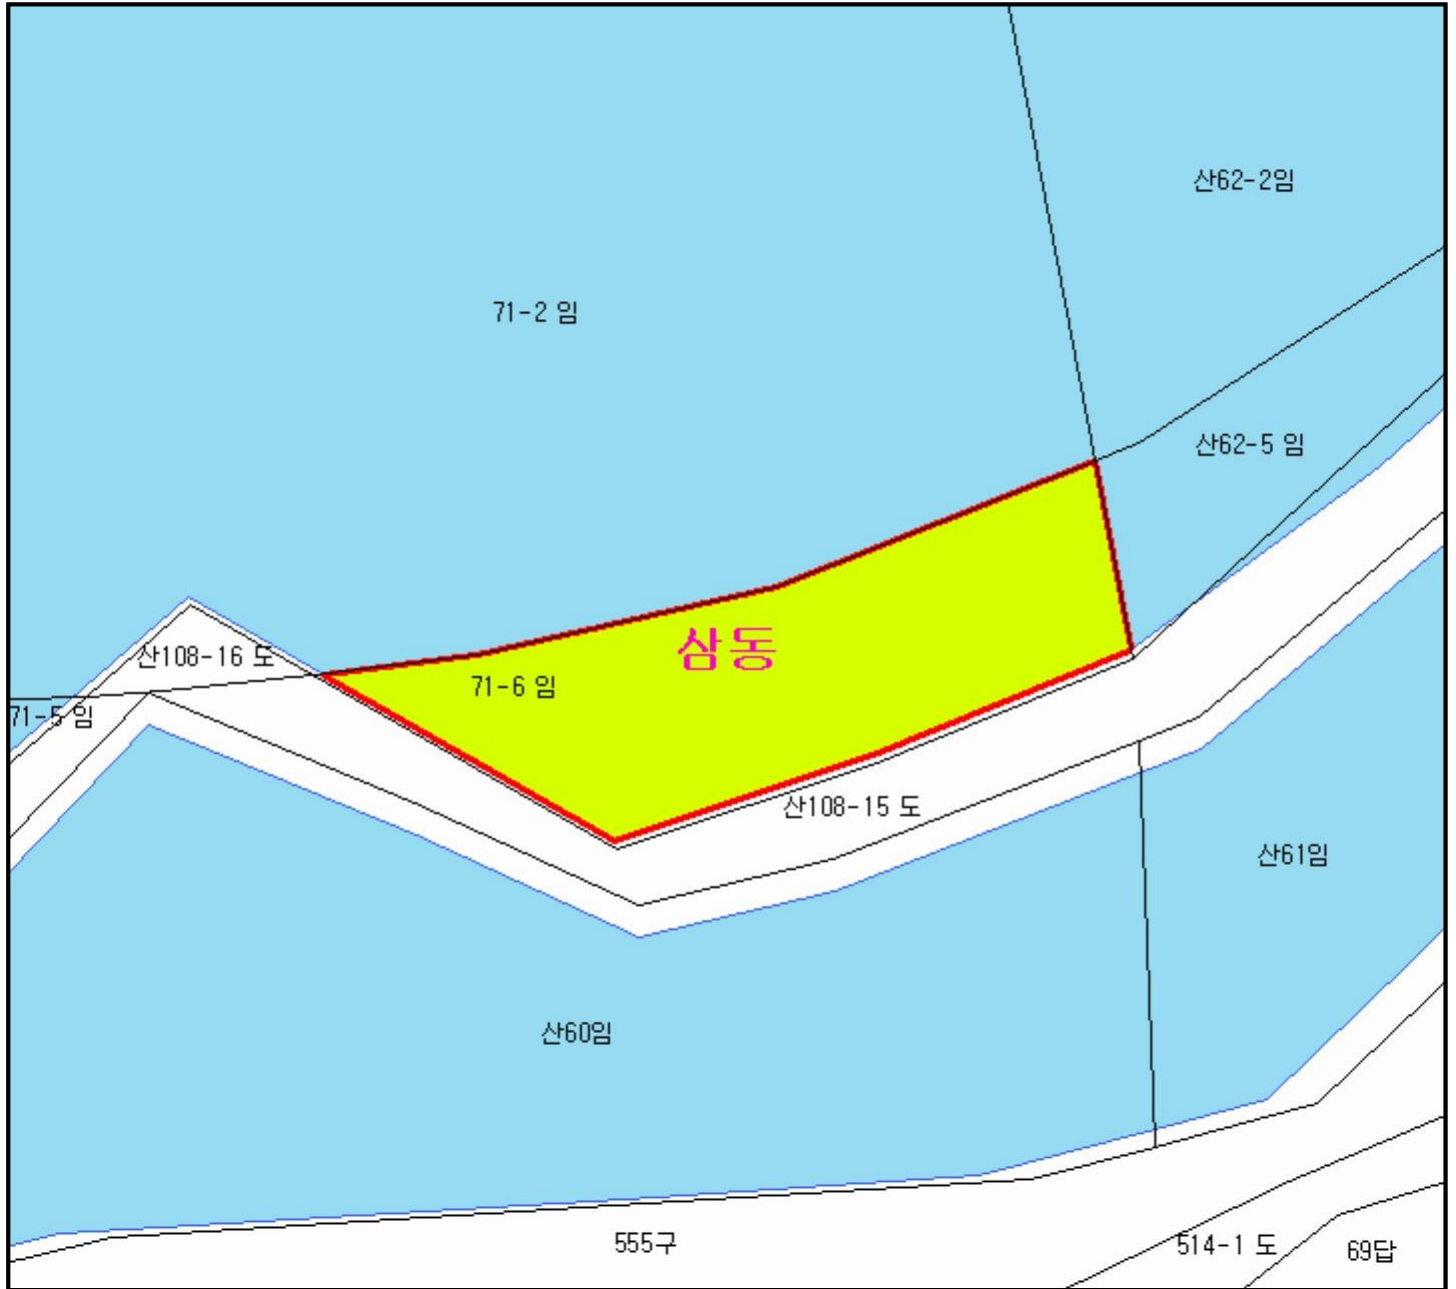 산62-2임
71-2 임
산62-5 임
삼동
산108-16 도
71-6 임
71-5 임
산108-15 도
산61임
산60임
555구
514-1 도
69답